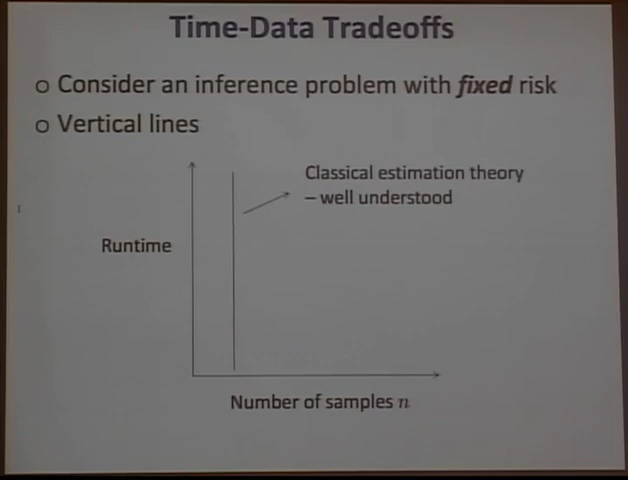 Time-Data Tradeoffs
o Consider an inference problem with fixed risk
o Vertical lines
Classical estimation theory
– well understood
Runtime
Number of samples n